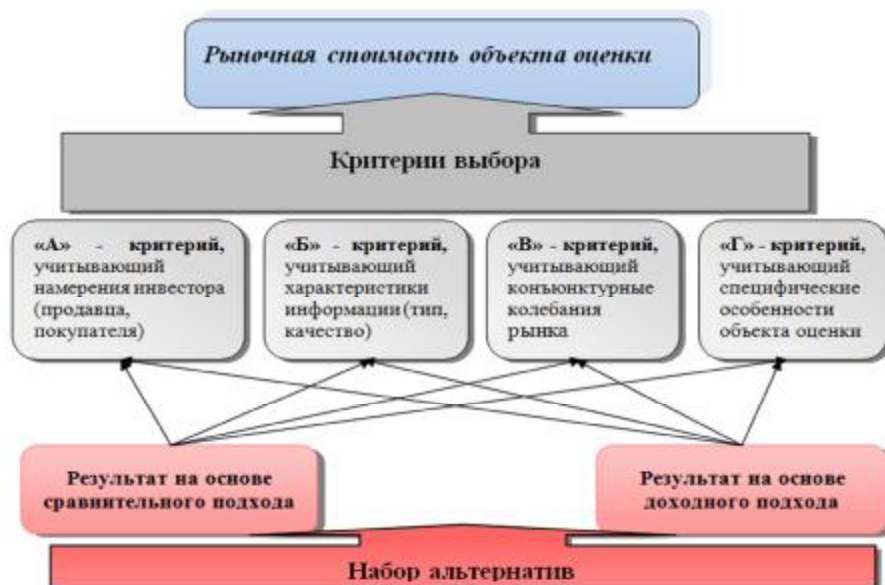 Рыночная стоимость объекта оценки
Критерии выбора
«А» - критерий,
учитывающий
намерения инвестора
(продавца,
покупателя)
«Б» - критерий,
учитывающий
характеристики
информации (тип,
качество)
«В» - критерий,
учитывающий
конъюнктурные
колебания
рынка
«Г» - критерий,
учитывающий
специфические
особенности
объекта оценки
Результат на основе
сравнительного подхода
Результат на основе
доходного подхода
Набор альтернатив